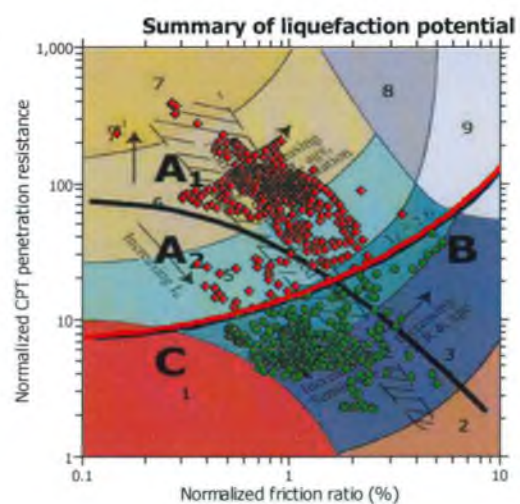 Summary of liquefaction potential
Normalized CPT penetration resistance
1,000
100
10
1
7
8
9
A1
6
A2
5
B
C
1
3
2
Increasing
0.1
1
10
Normalized friction ratio (%)